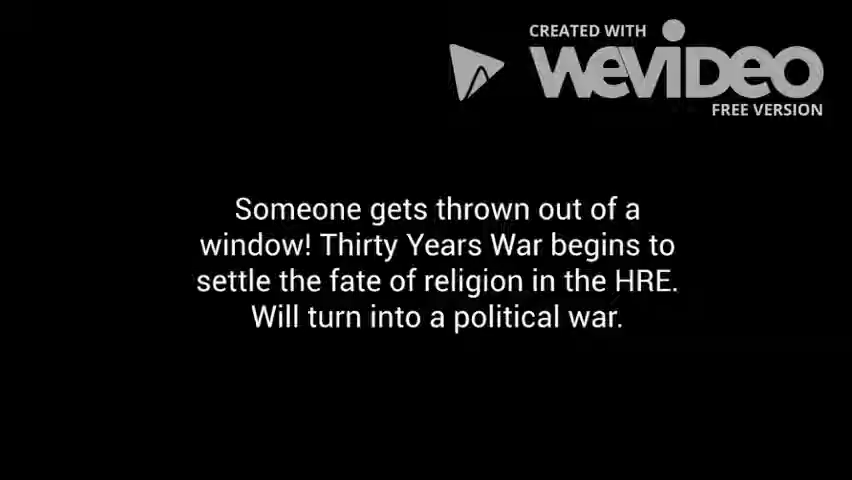 CREATED WITH
WEVIDEO
FREE VERSION
Someone gets thrown out of a
window! Thirty Years War begins to
settle the fate of religion in the HRE.
Will turn into a political war.